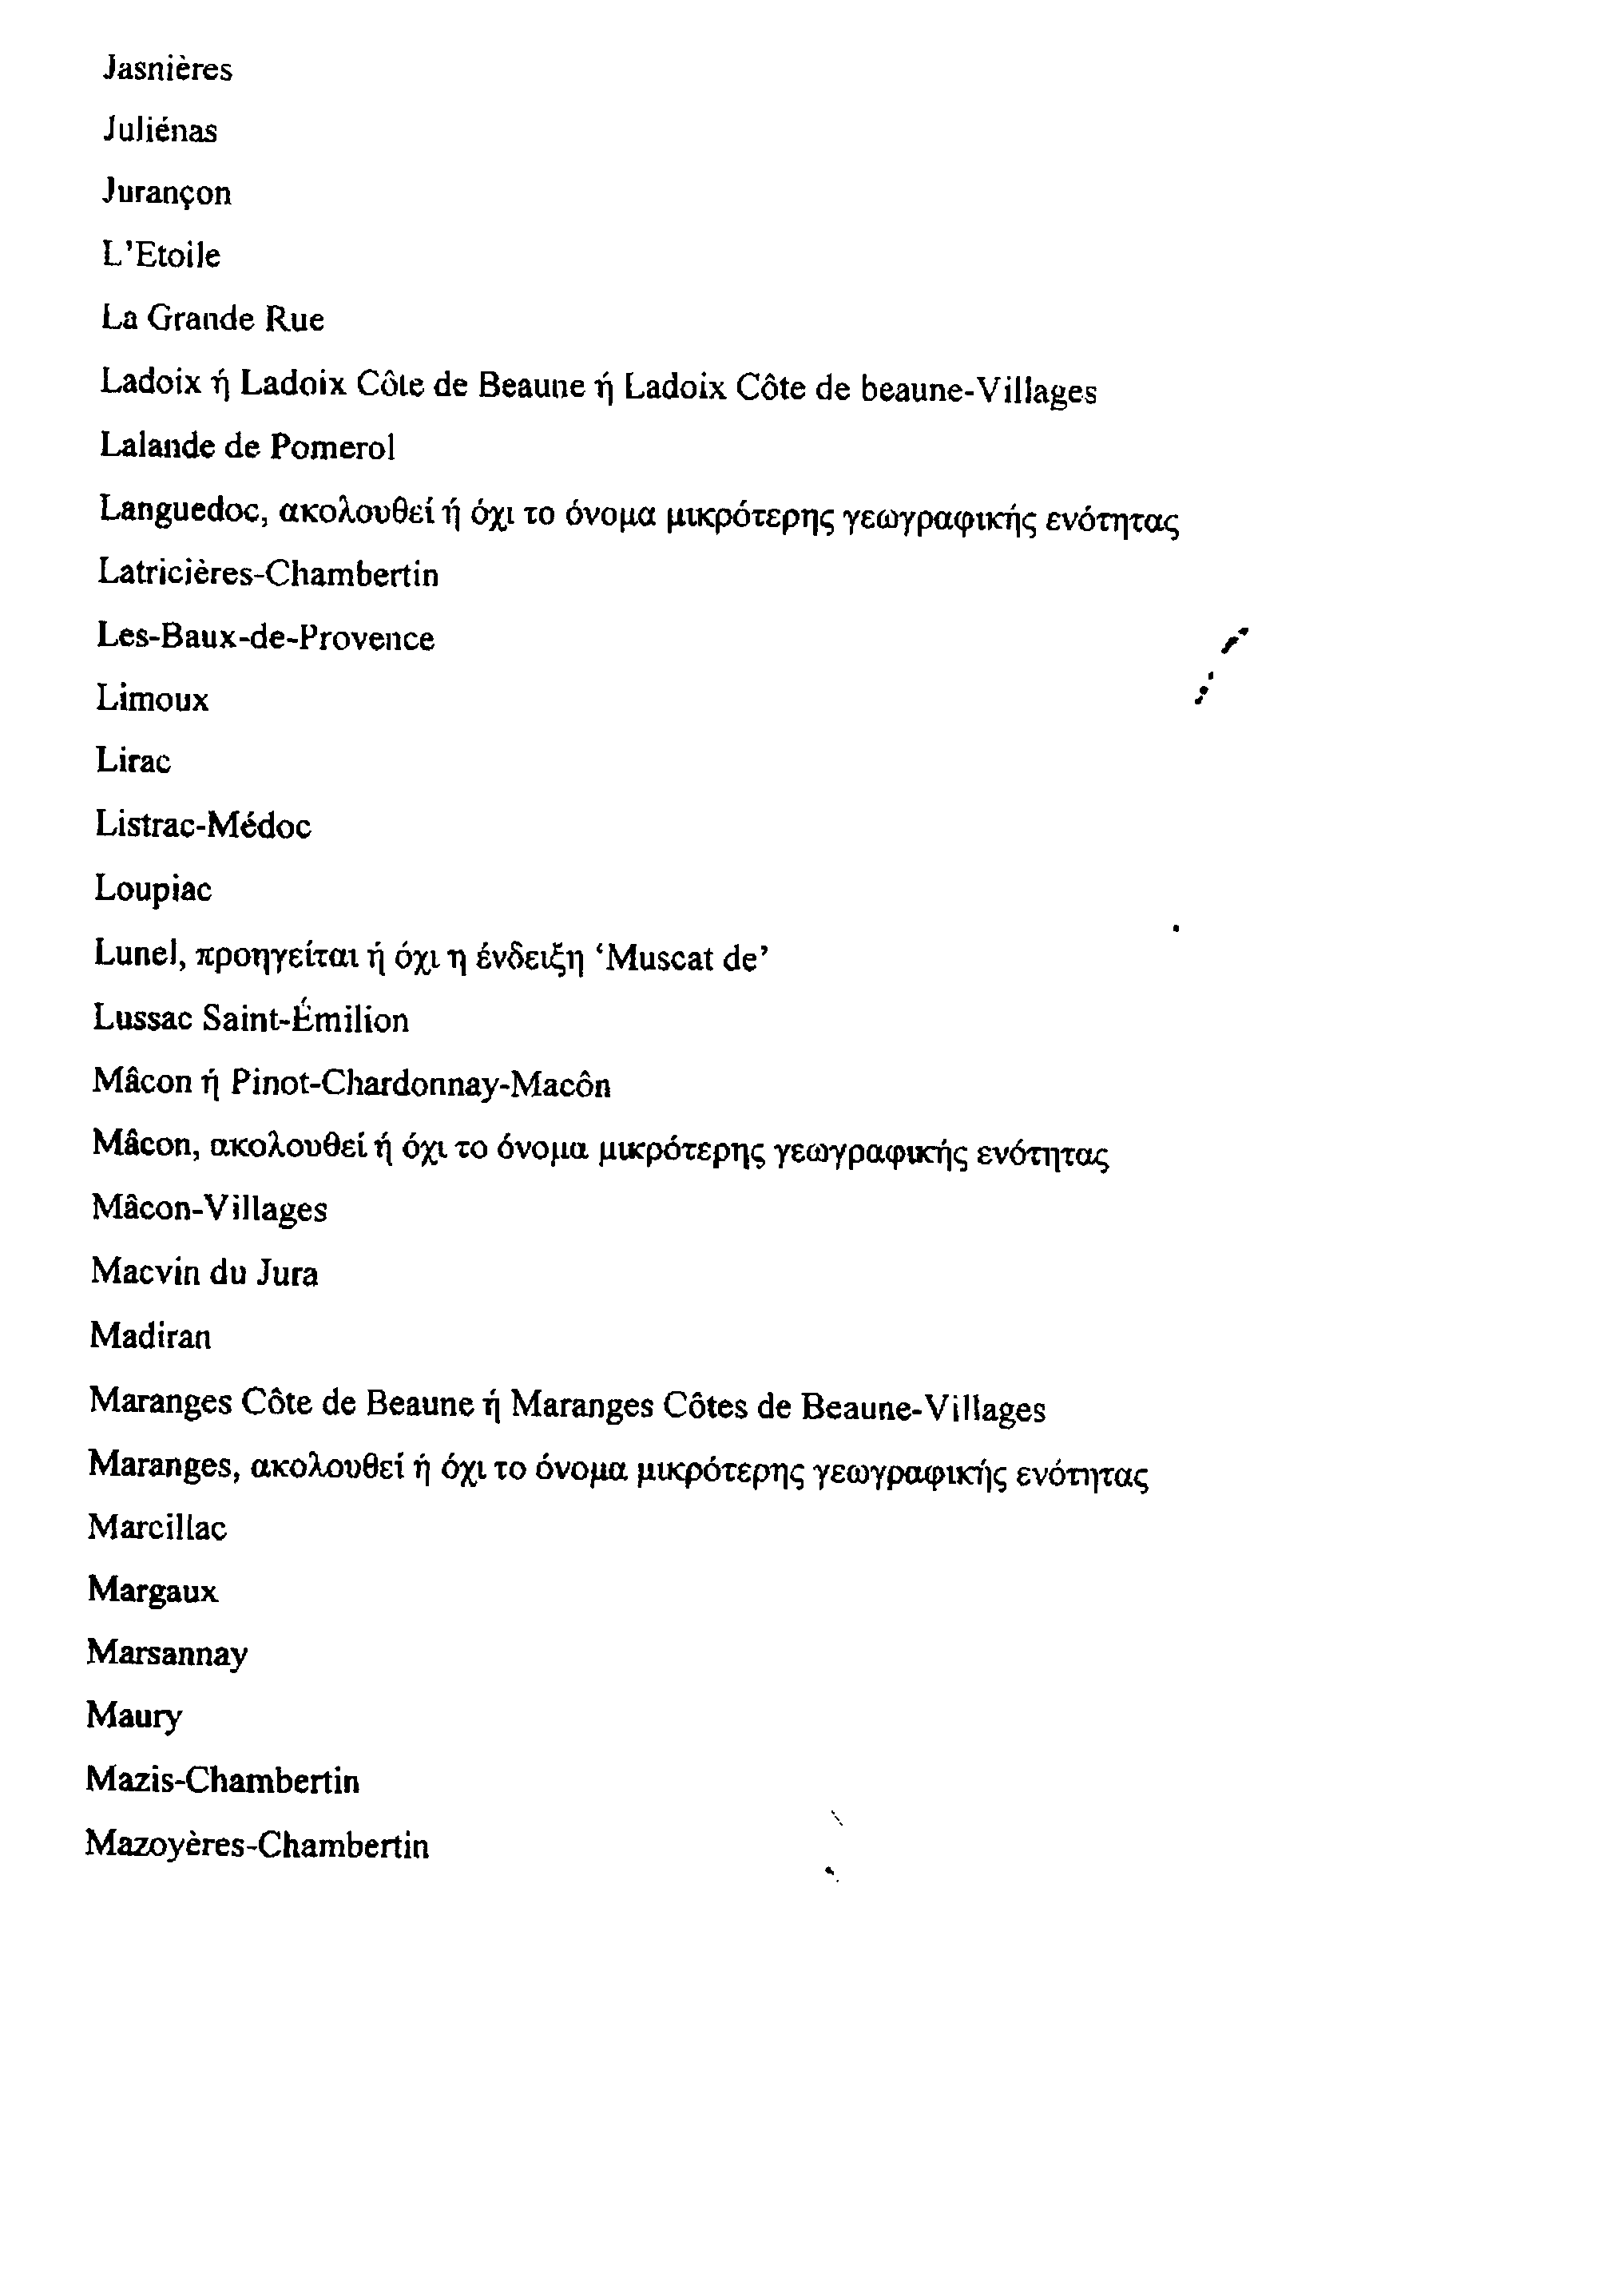 Jasnières
Juliénas
Jurançon
L'Etoile
La Grande Rue
Ladoix ή Ladoix Côte de Beaune ή Ladoix Côte de beaune-Villages
Lalande de Pomerol
Languedoc, ακολουθεί ή όχι το όνομα μικρότερης γεωγραφικής ενότητας
Latricières-Chambertin
Les-Baux-de-Provence
Limoux
Lirac
Listrac-Médoc
Loupiac
Lunel, προηγείται ή όχι η ένδειξη ‘Muscat de’
Lussac Saint-Émilion
Mâcon ή Pinot-Chardonnay-Macôn
Mâcon, ακολουθεί ή όχι το όνομα μικρότερης γεωγραφικής ενότητας
Mâcon-Villages
Macvin du Jura
Madiran
Maranges Côte de Beaune ή Maranges Côtes de Beaune-Villages
Maranges, ακολουθεί ή όχι το όνομα μικρότερης γεωγραφικής ενότητας
Marcillac
Margaux
Marsannay
Maury
Mazis-Chambertin
Mazoyères-Chambertin